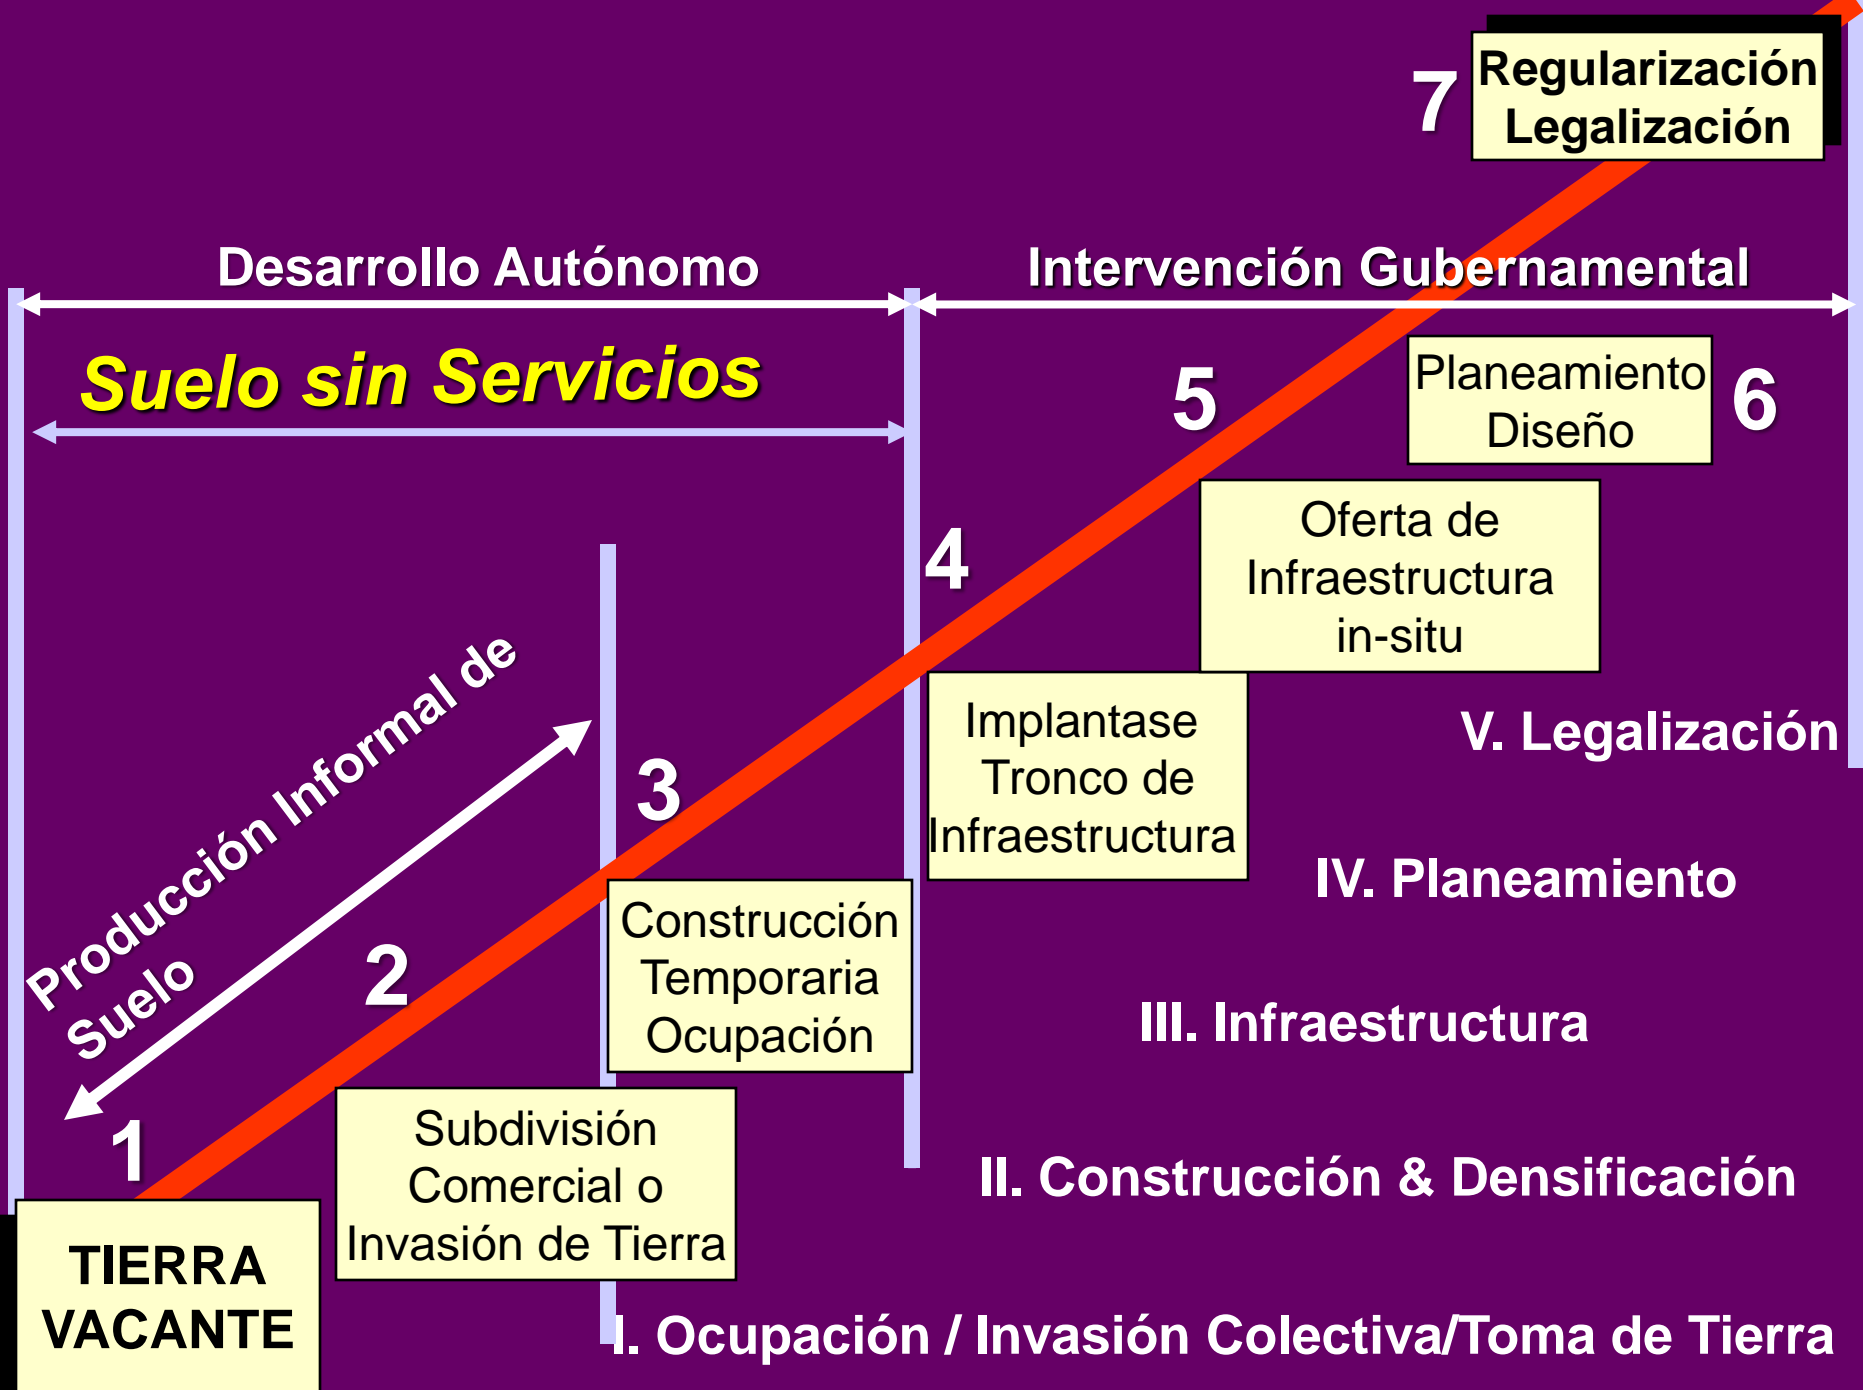 7
Regularización
Legalización
Desarrollo Autónomo
Intervención Gubernamental
Suelo sin Servicios
5
Planeamiento
Diseño
6
4
Oferta de
Infraestructura
in-situ
Producción Informal de
Suelo
3
Implantase
Tronco de
Infraestructura
V. Legalización
2
Construcción
Temporaria
Ocupación
IV. Planeamiento
III. Infraestructura
1
Subdivisión
Comercial o
Invasión de Tierra
II. Construcción & Densificación
TIERRA
VACANTE
I. Ocupación / Invasión Colectiva/Toma de Tierra